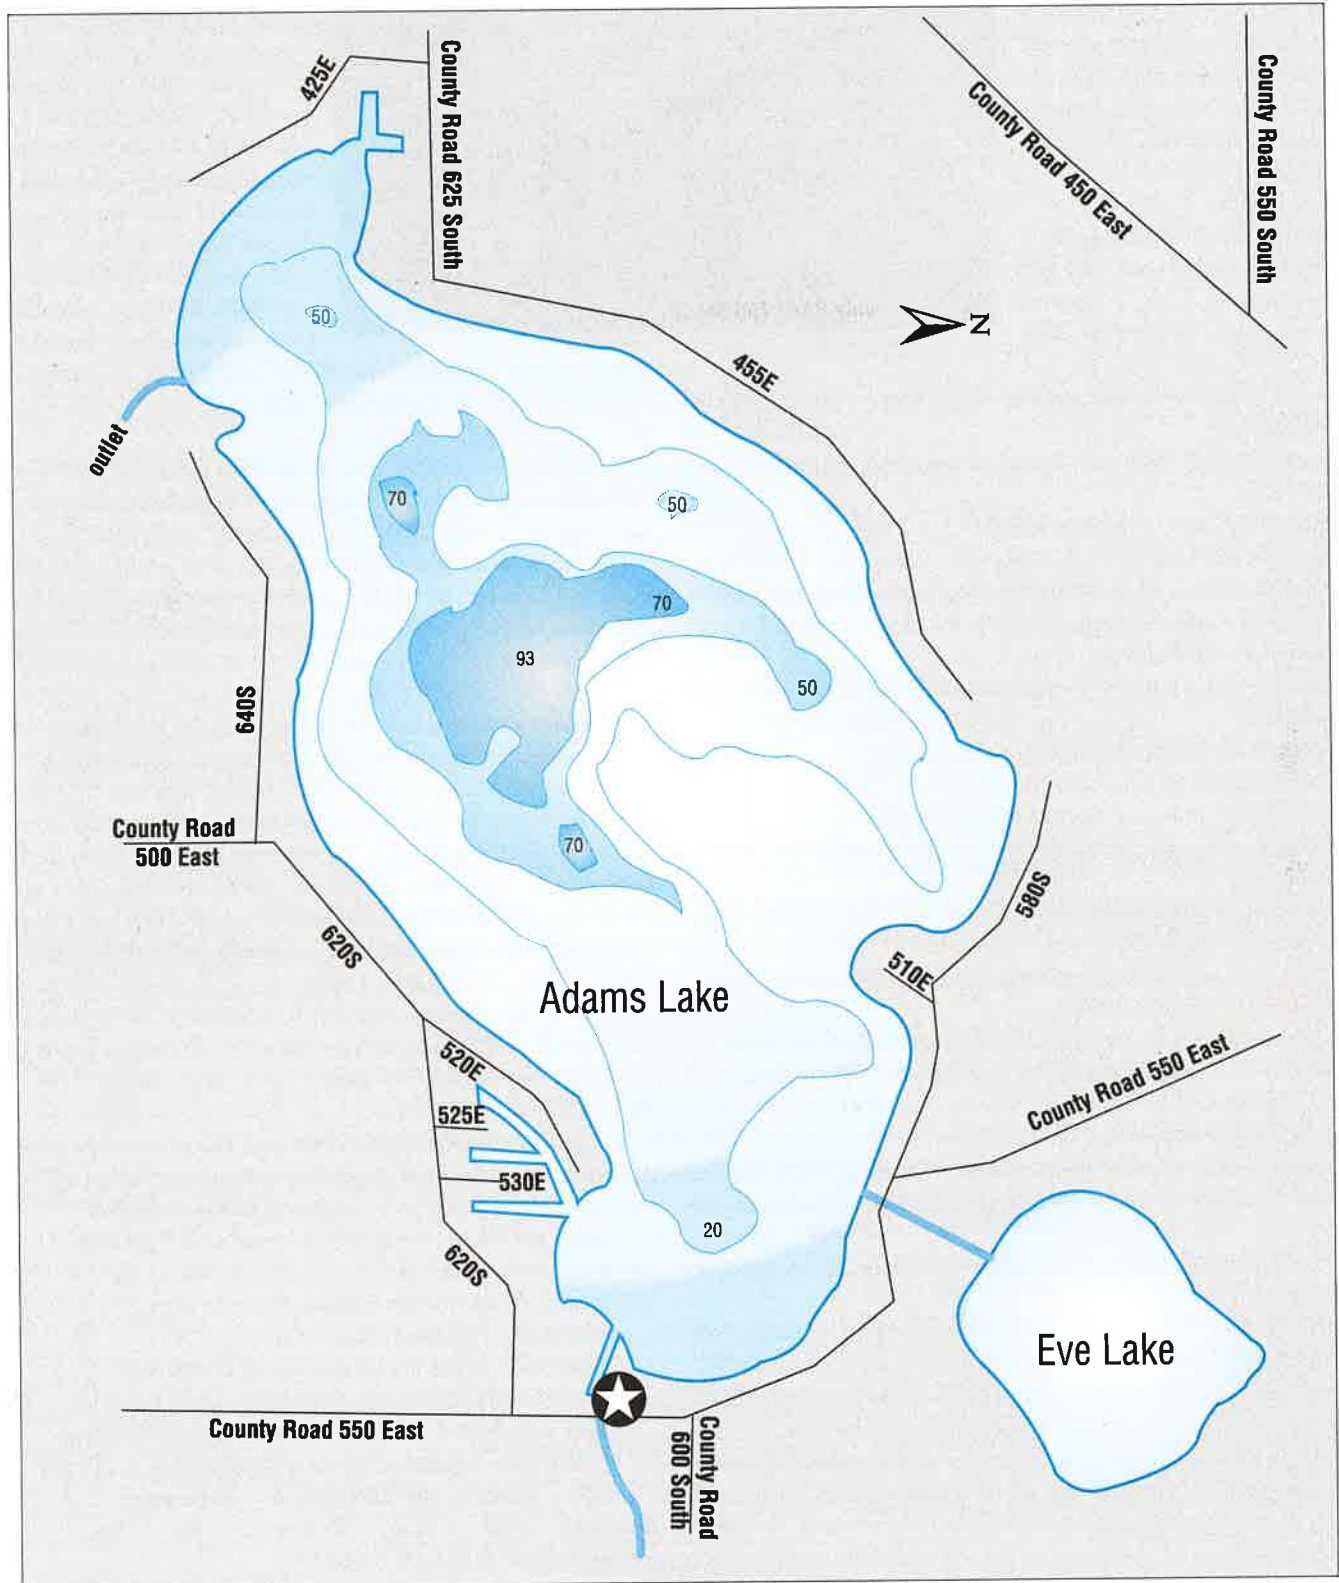 425E
County Road 625 South
County Road 450 East
County Road 550 South
N
50
455E
outlet
70
50
70
93
50
640S
County Road
500 East
70
580S
620S
510E
Adams Lake
520E
525E
530E
County Road 550 East
20
620S
Eve Lake
County Road 550 East
County Road
600 South